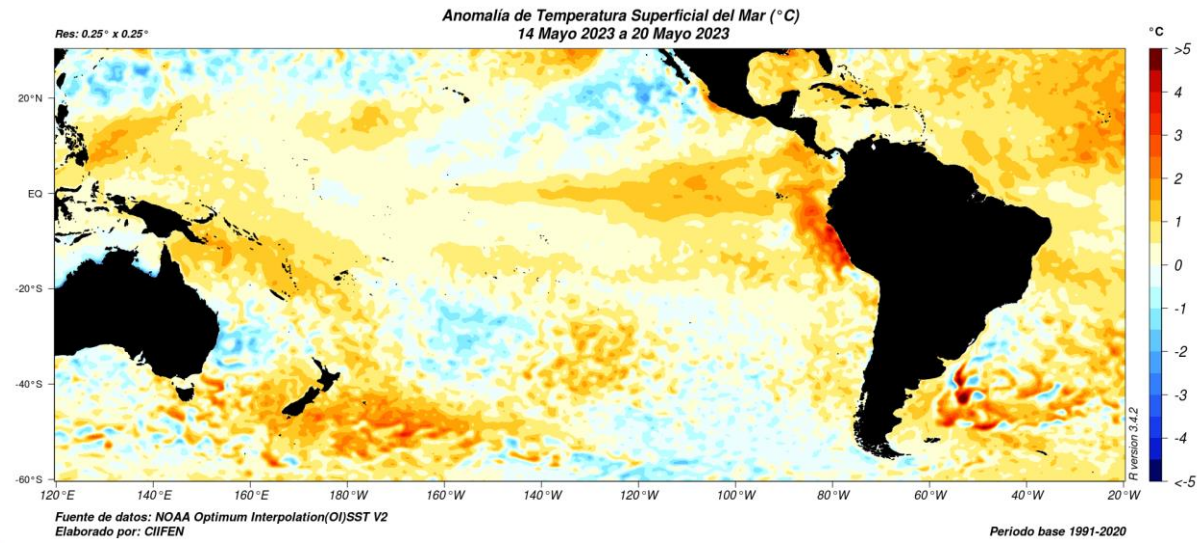 Anomalía de Temperatura Superficial del Mar (°C)
14 Mayo 2023 a 20 Mayo 2023
Res: 0.25° x 0.25°
°C
>5
4
3
2
1
0
-1
-2
-3
-4
<-5
20°N
EQ
20°S
40°S
60°S
120°E
140°E
160°E
180°W
160°W
140°W
120°W
100°W
80°W
60°W
40°W
20°W
R version 3.4.2
Fuente de datos: NOAA Optimum Interpolation(OI)SST V2
Elaborado por: CIIFEN
Periodo base 1991-2020